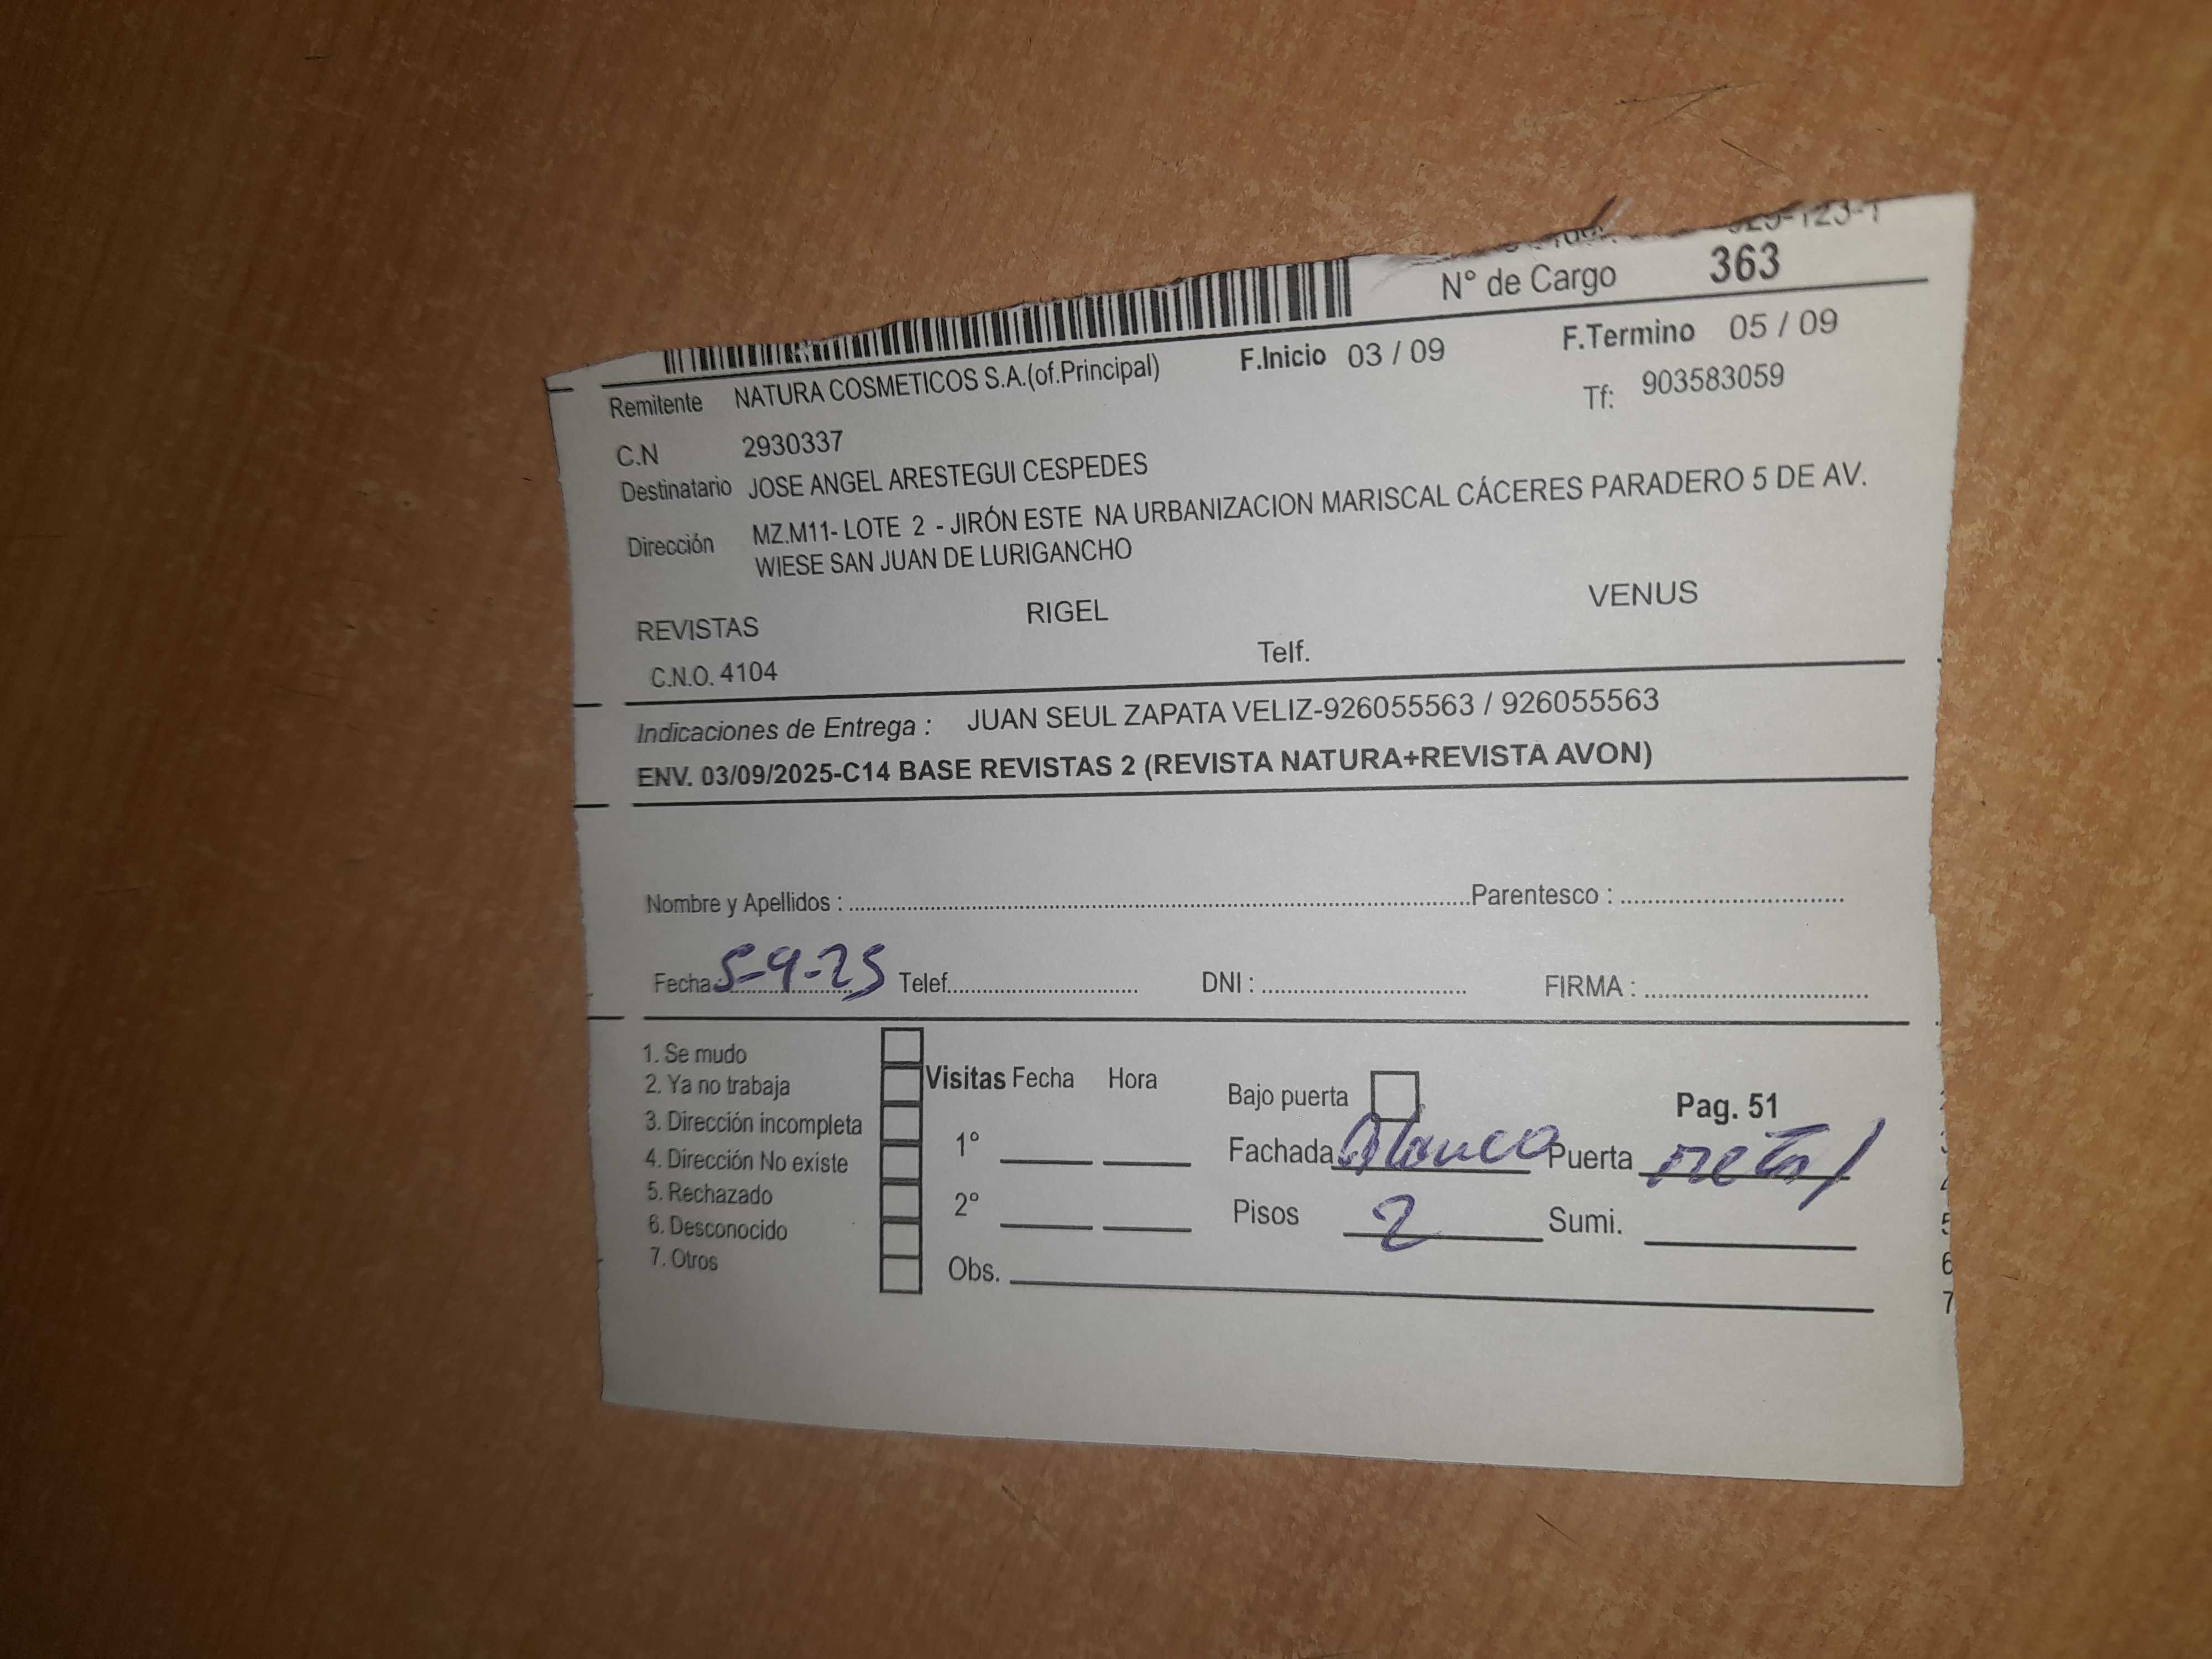 N° de Cargo 363
F.Inicio 03 / 09 F.Termino 05 / 09
Remitente NATURA COSMETICOS S.A.(of.Principal) Tf: 903583059
C.N 2930337
Destinatario JOSE ANGEL ARESTEGUI CESPEDES
Dirección MZ.M11- LOTE 2 - JIRÓN ESTE NA URBANIZACION MARISCAL CÁCERES PARADERO 5 DE AV.
WIESE SAN JUAN DE LURIGANCHO
REVISTAS RIGEL VENUS
C.N.O. 4104 Telf.
Indicaciones de Entrega : JUAN SEUL ZAPATA VELIZ-926055563 / 926055563
ENV. 03/09/2025-C14 BASE REVISTAS 2 (REVISTA NATURA+REVISTA AVON)
Nombre y Apellidos : Parentesco :
Fecha 5-9-25 Telef. DNI : FIRMA :
1. Se mudo
2. Ya no trabaja
3. Dirección incompleta
4. Dirección No existe
5. Rechazado
6. Desconocido
7. Otros
Visitas Fecha Hora
1°
2°
Obs.
Bajo puerta Pag. 51
Fachada Blanca Puerta metal
Pisos 2 Sumi.
5
6
7